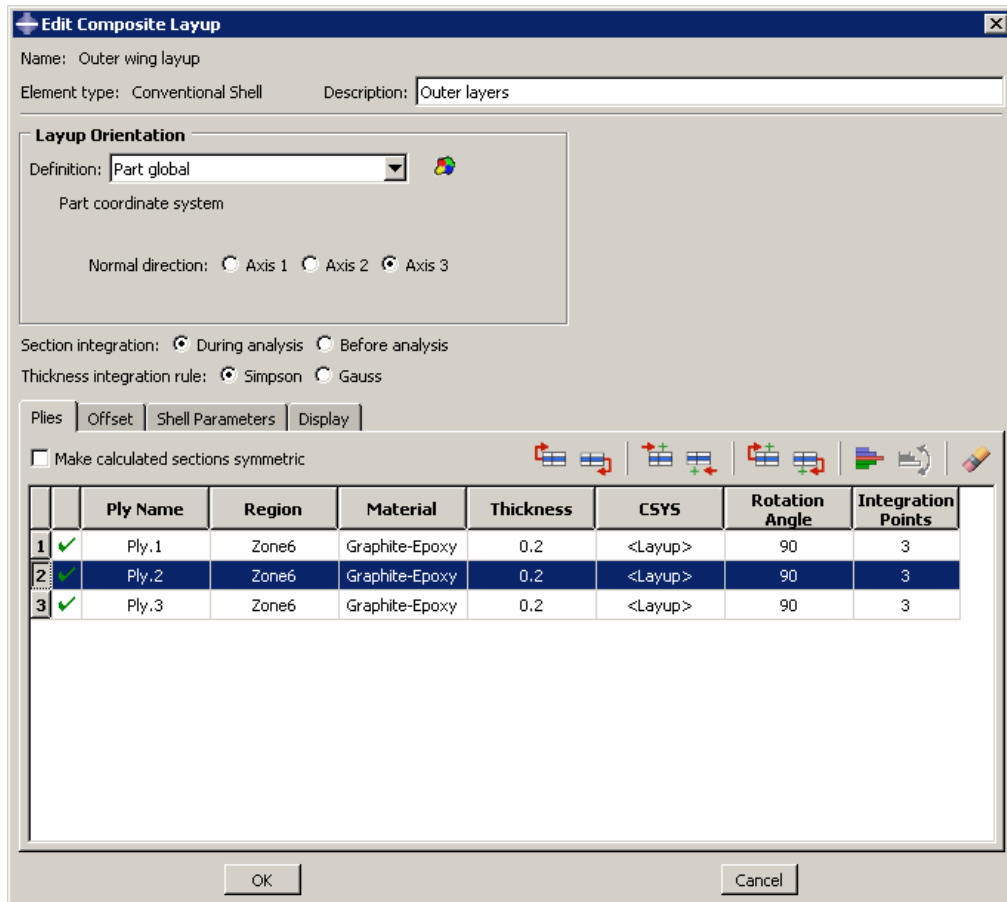 Edit Composite Layup
Name: Outer wing layup
Element type: Conventional Shell Description: Outer layers
Layup Orientation
Definition: Part global
Part coordinate system
Normal direction: Axis 1 Axis 2 Axis 3
Section integration: During analysis Before analysis
Thickness integration rule: Simpson Gauss
Plies Offset Shell Parameters Display
Make calculated sections symmetric
Ply Name Region Material Thickness CSYS Rotation Angle Integration Points
1 Ply.1 Zone6 Graphite-Epoxy 0.2 <Layup> 90 3
2 Ply.2 Zone6 Graphite-Epoxy 0.2 <Layup> 90 3
3 Ply.3 Zone6 Graphite-Epoxy 0.2 <Layup> 90 3
OK Cancel